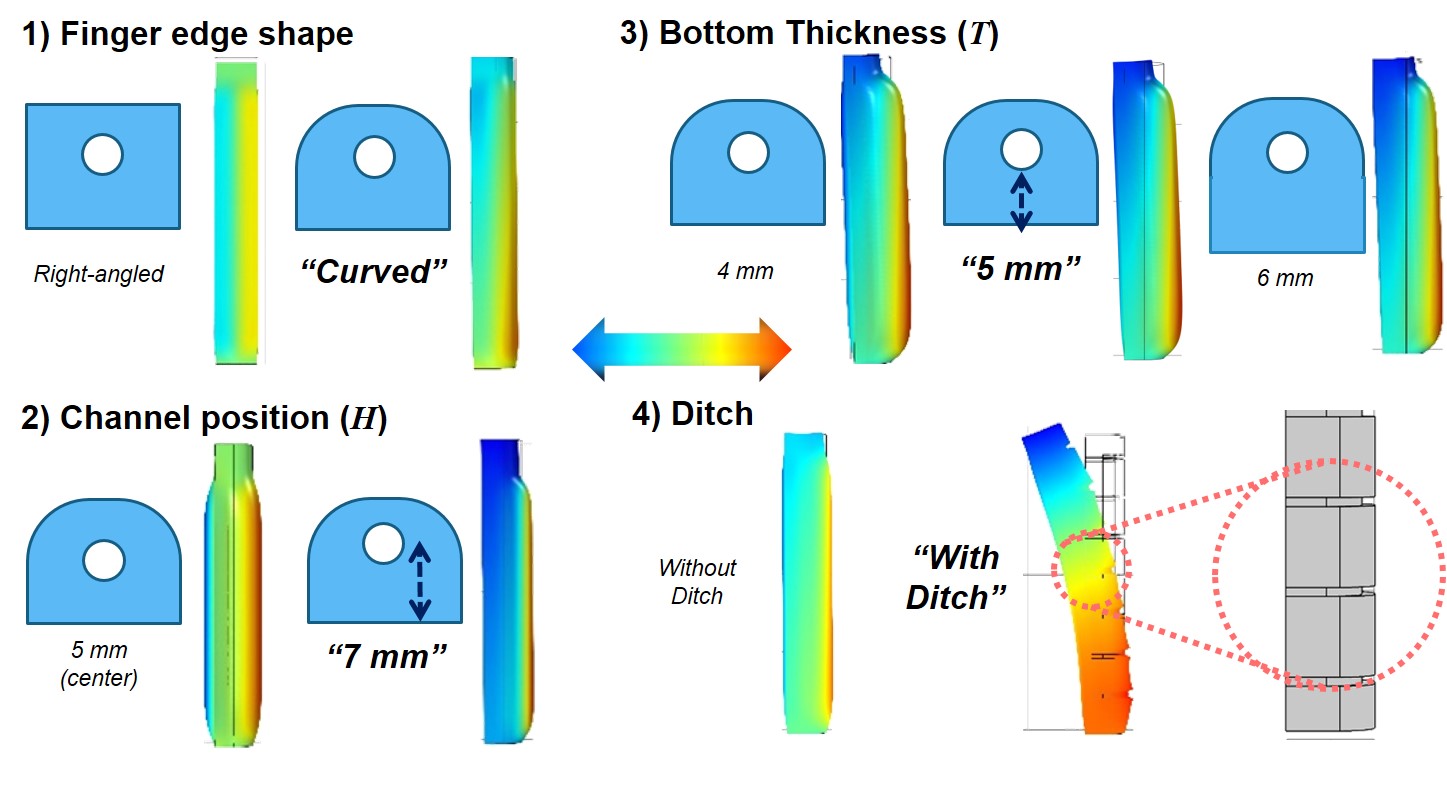 1) Finger edge shape
Right-angled
“Curved”
2) Channel position (H)
5 mm
(center)
“7 mm”
3) Bottom Thickness (T)
4 mm
“5 mm”
6 mm
4) Ditch
Without
Ditch
“With
Ditch”